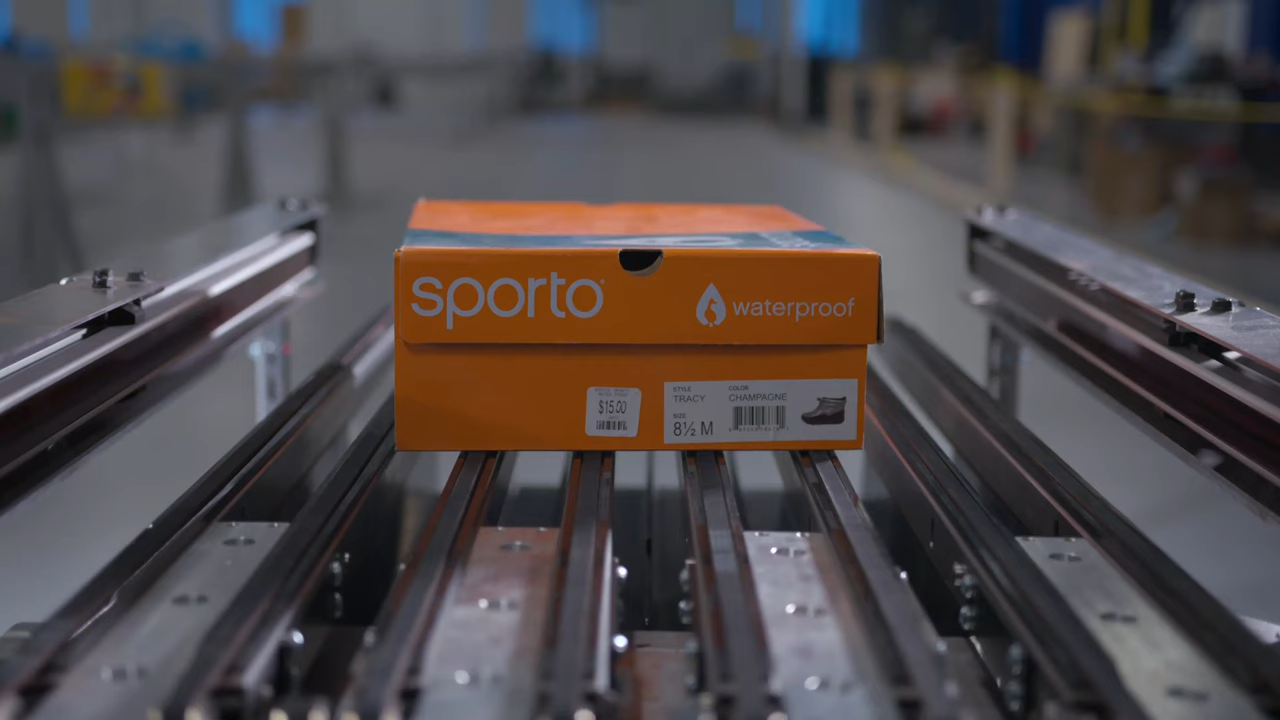 sporto
waterproof
$15.00
STYLE COLOR
TRACY CHAMPAGNE
SIZE
8½ M